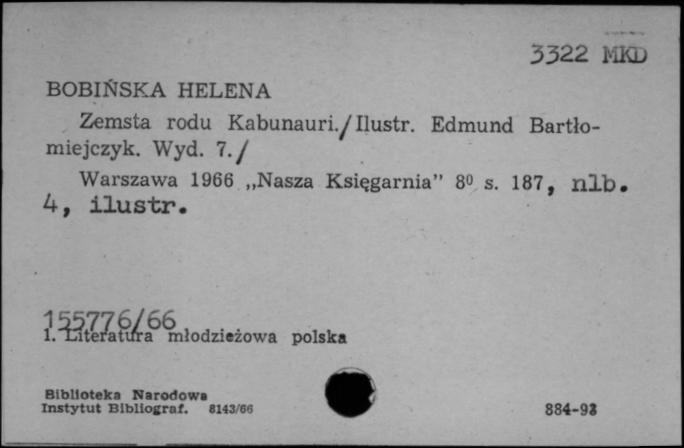 3322 MKD
BOBIŃSKA HELENA
Zemsta rodu Kabunauri./Ilustr. Edmund Bartło-
miejczyk. Wyd. 7./
Warszawa 1966 „Nasza Księgarnia” 8⁰ s. 187, nlb.
4, ilustr.
155776/66
1. Literatura młodzieżowa polska
Biblioteka Narodowa
Instytut Bibliograf. 8143/66
884-93